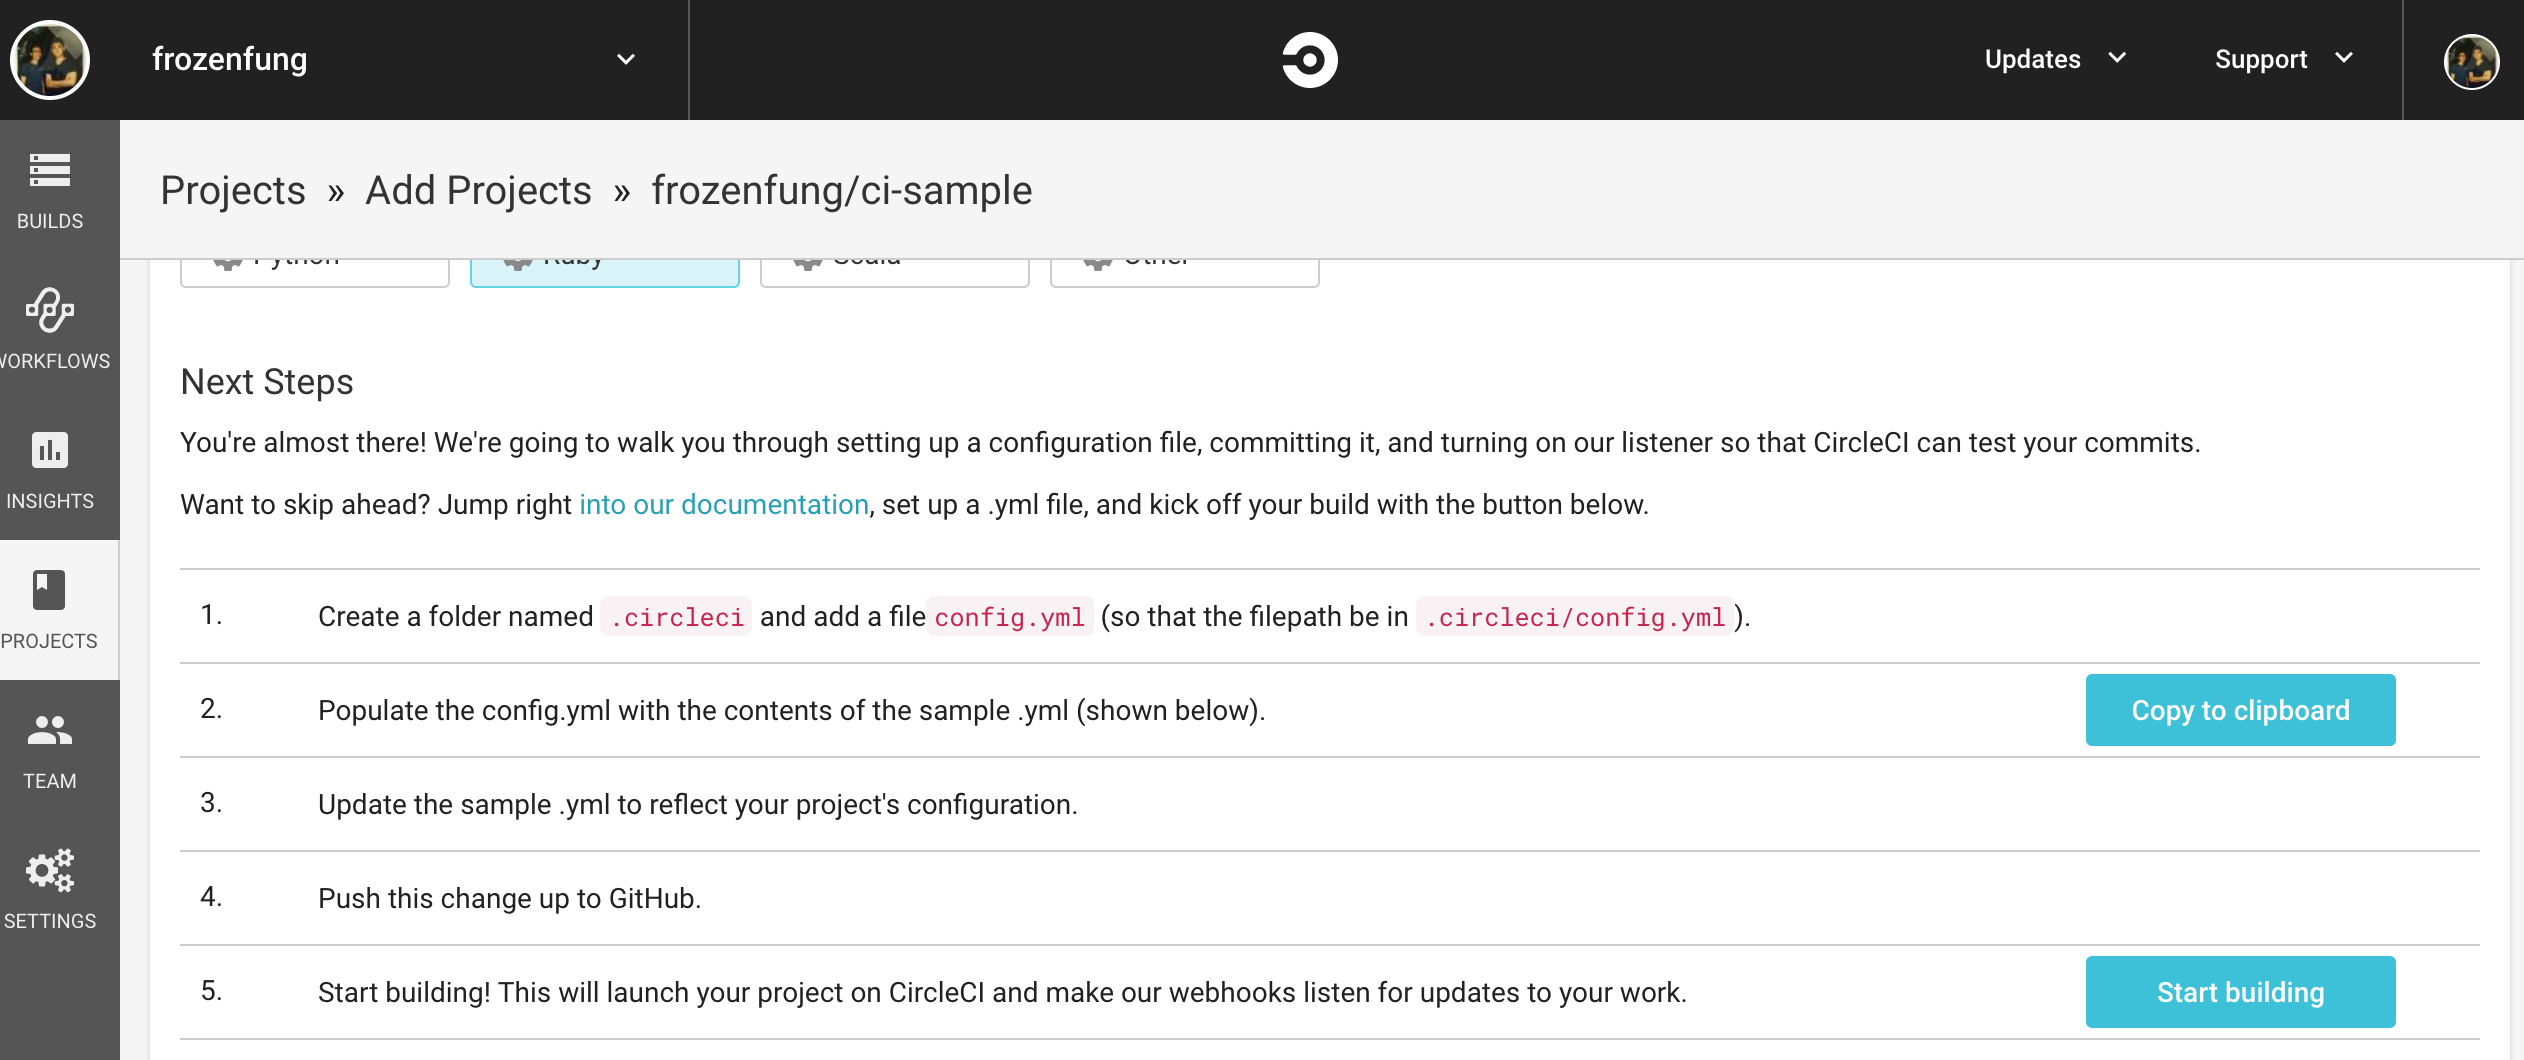 frozenfung
Updates
Support
BUILDS
WORKFLOWS
INSIGHTS
PROJECTS
TEAM
SETTINGS
Projects » Add Projects » frozenfung/ci-sample
Python Ruby Scala Other
Next Steps
You're almost there! We're going to walk you through setting up a configuration file, committing it, and turning on our listener so that CircleCI can test your commits.
Want to skip ahead? Jump right into our documentation, set up a .yml file, and kick off your build with the button below.
1. Create a folder named .circleci and add a file config.yml (so that the filepath be in .circleci/config.yml).
2. Populate the config.yml with the contents of the sample .yml (shown below). Copy to clipboard
3. Update the sample .yml to reflect your project's configuration.
4. Push this change up to GitHub.
5. Start building! This will launch your project on CircleCI and make our webhooks listen for updates to your work. Start building